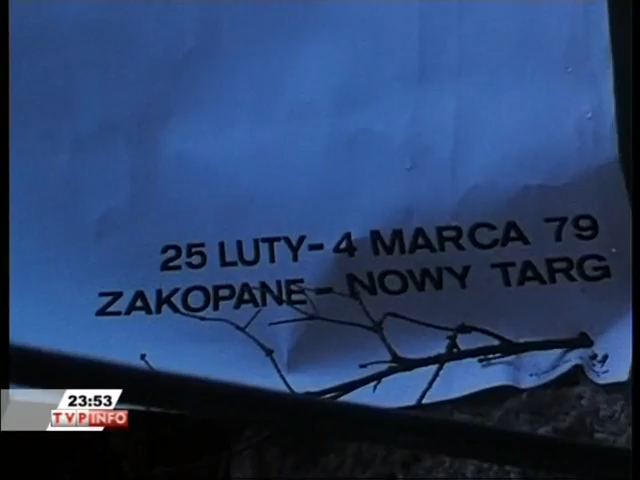 25 LUTY - 4 MARCA 79
ZAKOPANE - NOWY TARG
23:53
TVP INFO